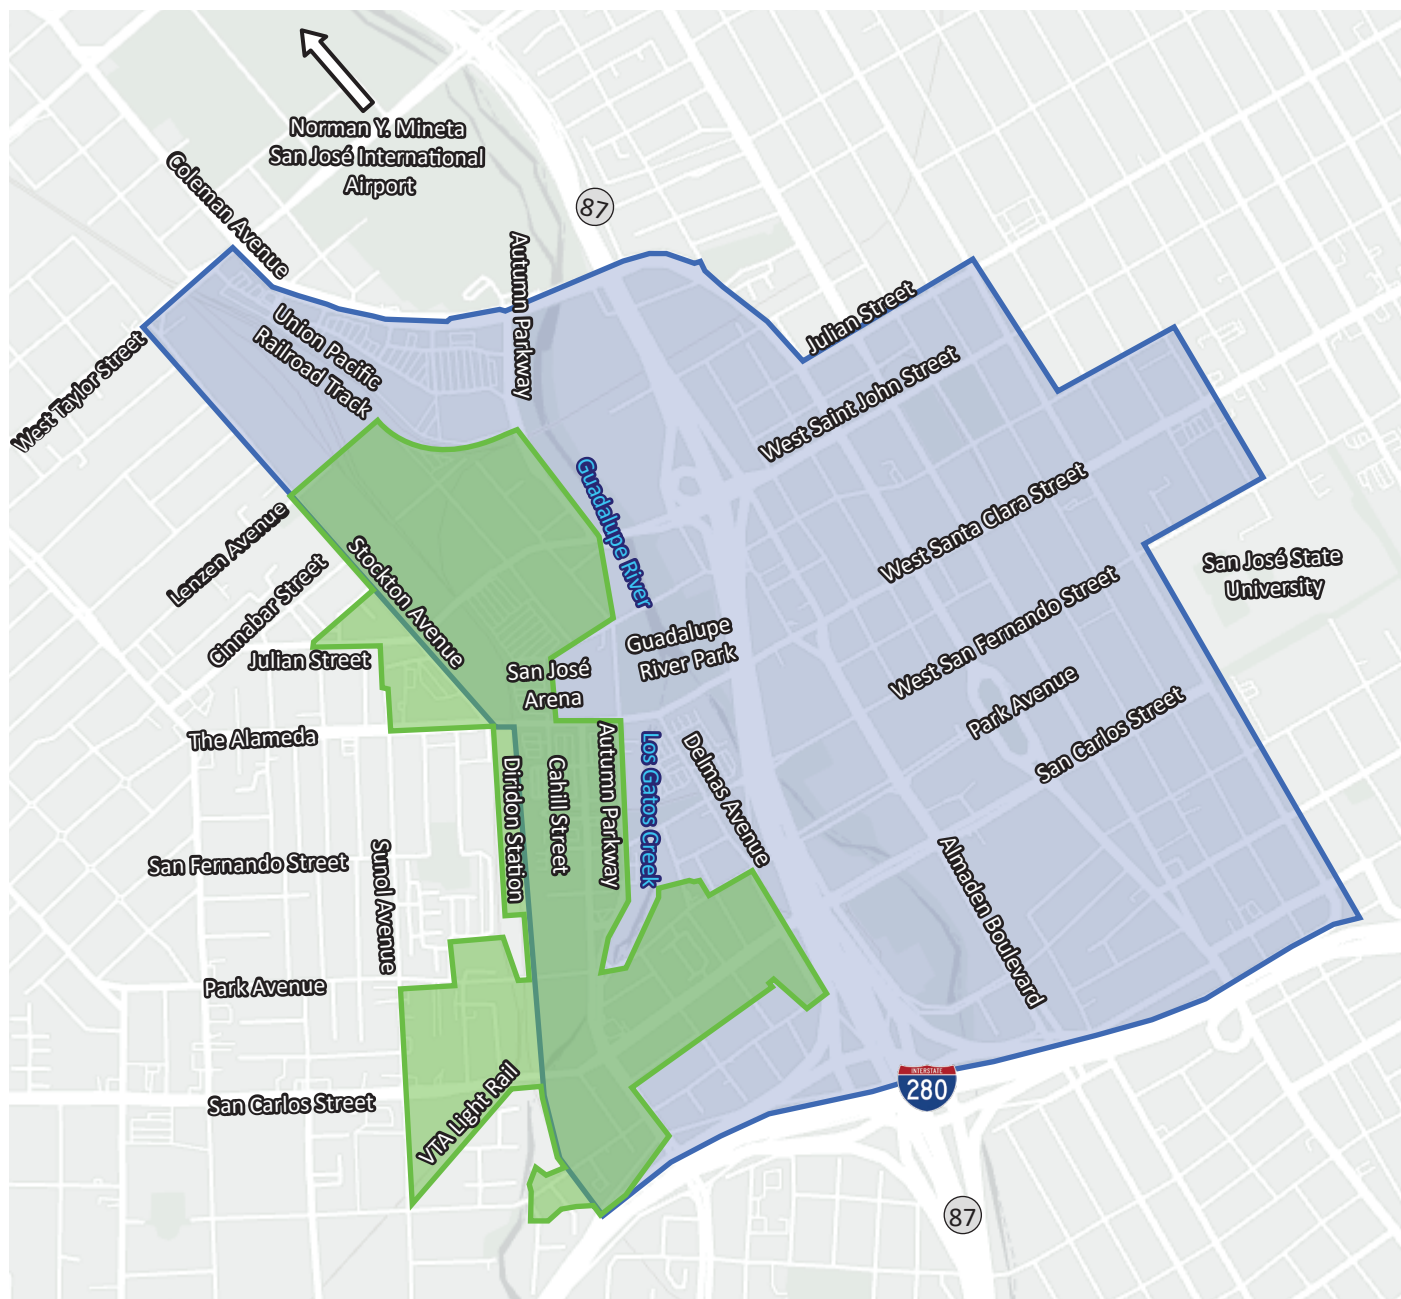 Norman Y. Mineta
San José International
Airport
Coleman Avenue
87
Autumn Parkway
Julian Street
Union Pacific
Railroad Track
West Taylor Street
West Saint John Street
Guadalupe River
West Santa Clara Street
Lenzen Avenue
Stockton Avenue
Cinnabar Street
San José State
University
West San Fernando Street
Guadalupe
River Park
Julian Street
San José
Arena
Park Avenue
San Carlos Street
The Alameda
Diridon Station
Cahill Street
Autumn Parkway
Los Gatos Creek
Delmas Avenue
San Fernando Street
Sunol Avenue
Almaden Boulevard
Park Avenue
VTA Light Rail
San Carlos Street
INTERSTATE
280
87